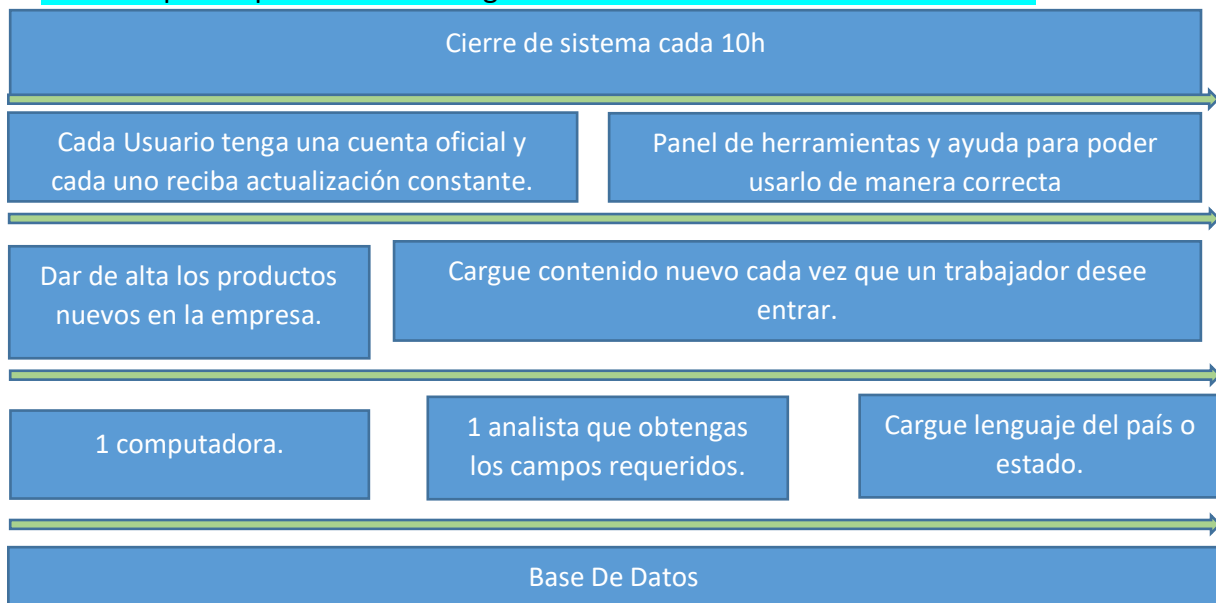 Cierre de sistema cada 10h
Cada Usuario tenga una cuenta oficial y
cada uno reciba actualización constante.
Panel de herramientas y ayuda para poder
usarlo de manera correcta
Dar de alta los productos
nuevos en la empresa.
Cargue contenido nuevo cada vez que un trabajador desee
entrar.
1 computadora.
1 analista que obtengas
los campos requeridos.
Cargue lenguaje del país o
estado.
Base De Datos